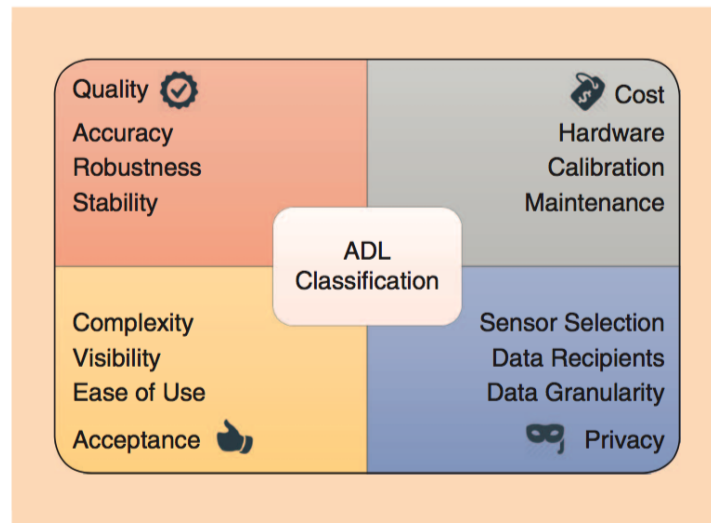 Quality
Accuracy
Robustness
Stability
Cost
Hardware
Calibration
Maintenance
ADL
Classification
Complexity
Visibility
Ease of Use
Acceptance
Sensor Selection
Data Recipients
Data Granularity
Privacy